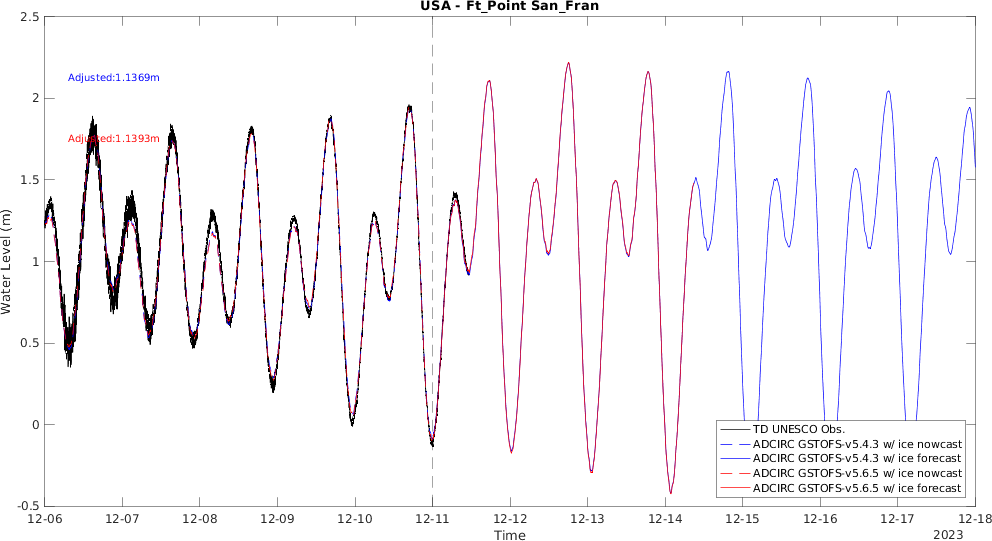 USA - Ft_Point San_Fran
2.5
2
1.5
1
0.5
0
-0.5
Water Level (m)
Adjusted:1.1369m
Adjusted:1.1393m
TD UNESCO Obs.
ADCIRC GSTOFS-v5.4.3 w/ ice nowcast
ADCIRC GSTOFS-v5.4.3 w/ ice forecast
ADCIRC GSTOFS-v5.6.5 w/ ice nowcast
ADCIRC GSTOFS-v5.6.5 w/ ice forecast
12-06 12-07 12-08 12-09 12-10 12-11 12-12 12-13 12-14 12-15 12-16 12-17 12-18
Time
2023